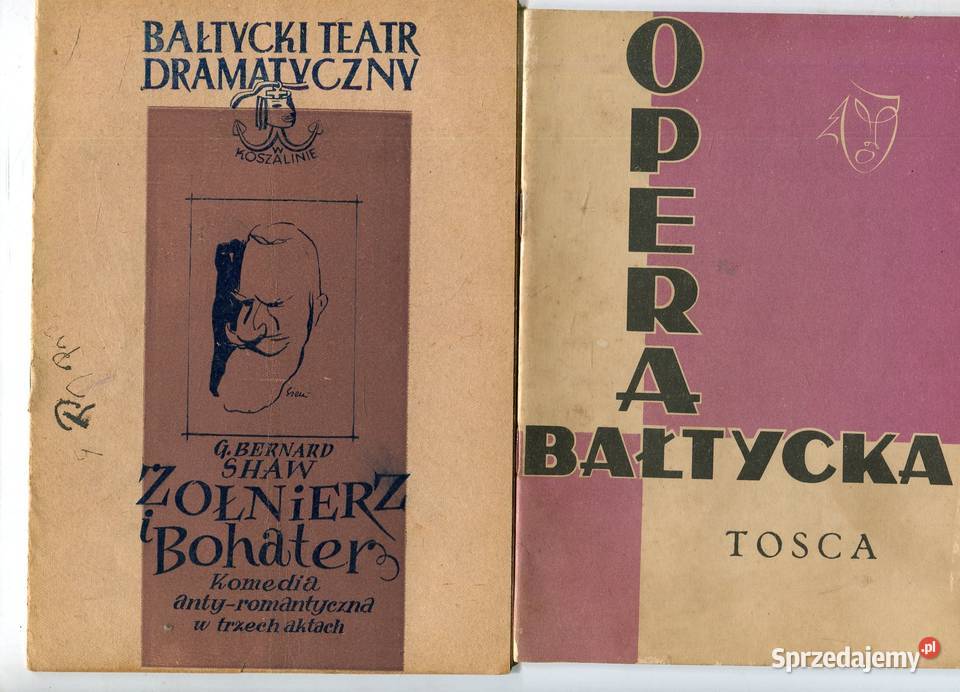 BAŁTYCKI TEATR
DRAMATYCZNY
W
KOSZALINIE
G. BERNARD
SHAW
ŻOŁNIERZ
i
Bohater
Komedia
anty-romantyczna
w trzech aktach
OPERA
BAŁTYCKA
TOSCA
Sprzedajemy.pl